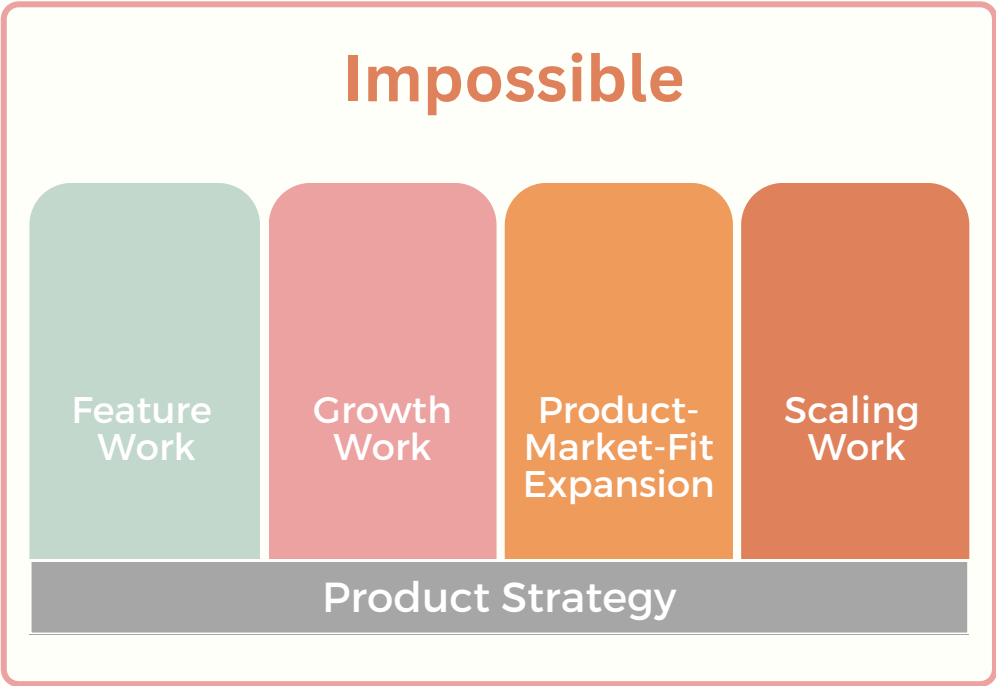 Impossible
Feature
Work
Growth
Work
Product-
Market-Fit
Expansion
Scaling
Work
Product Strategy